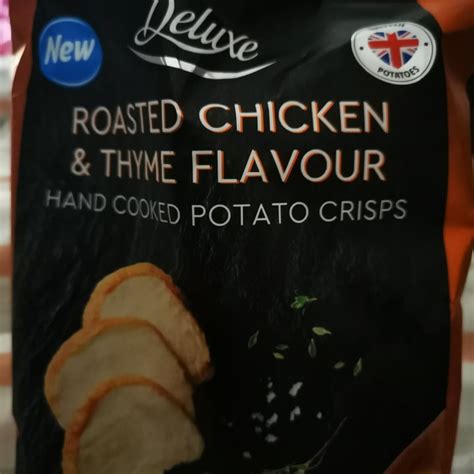 New
Deluxe
POTATOES
ROASTED CHICKEN
& THYME FLAVOUR
HAND COOKED POTATO CRISPS